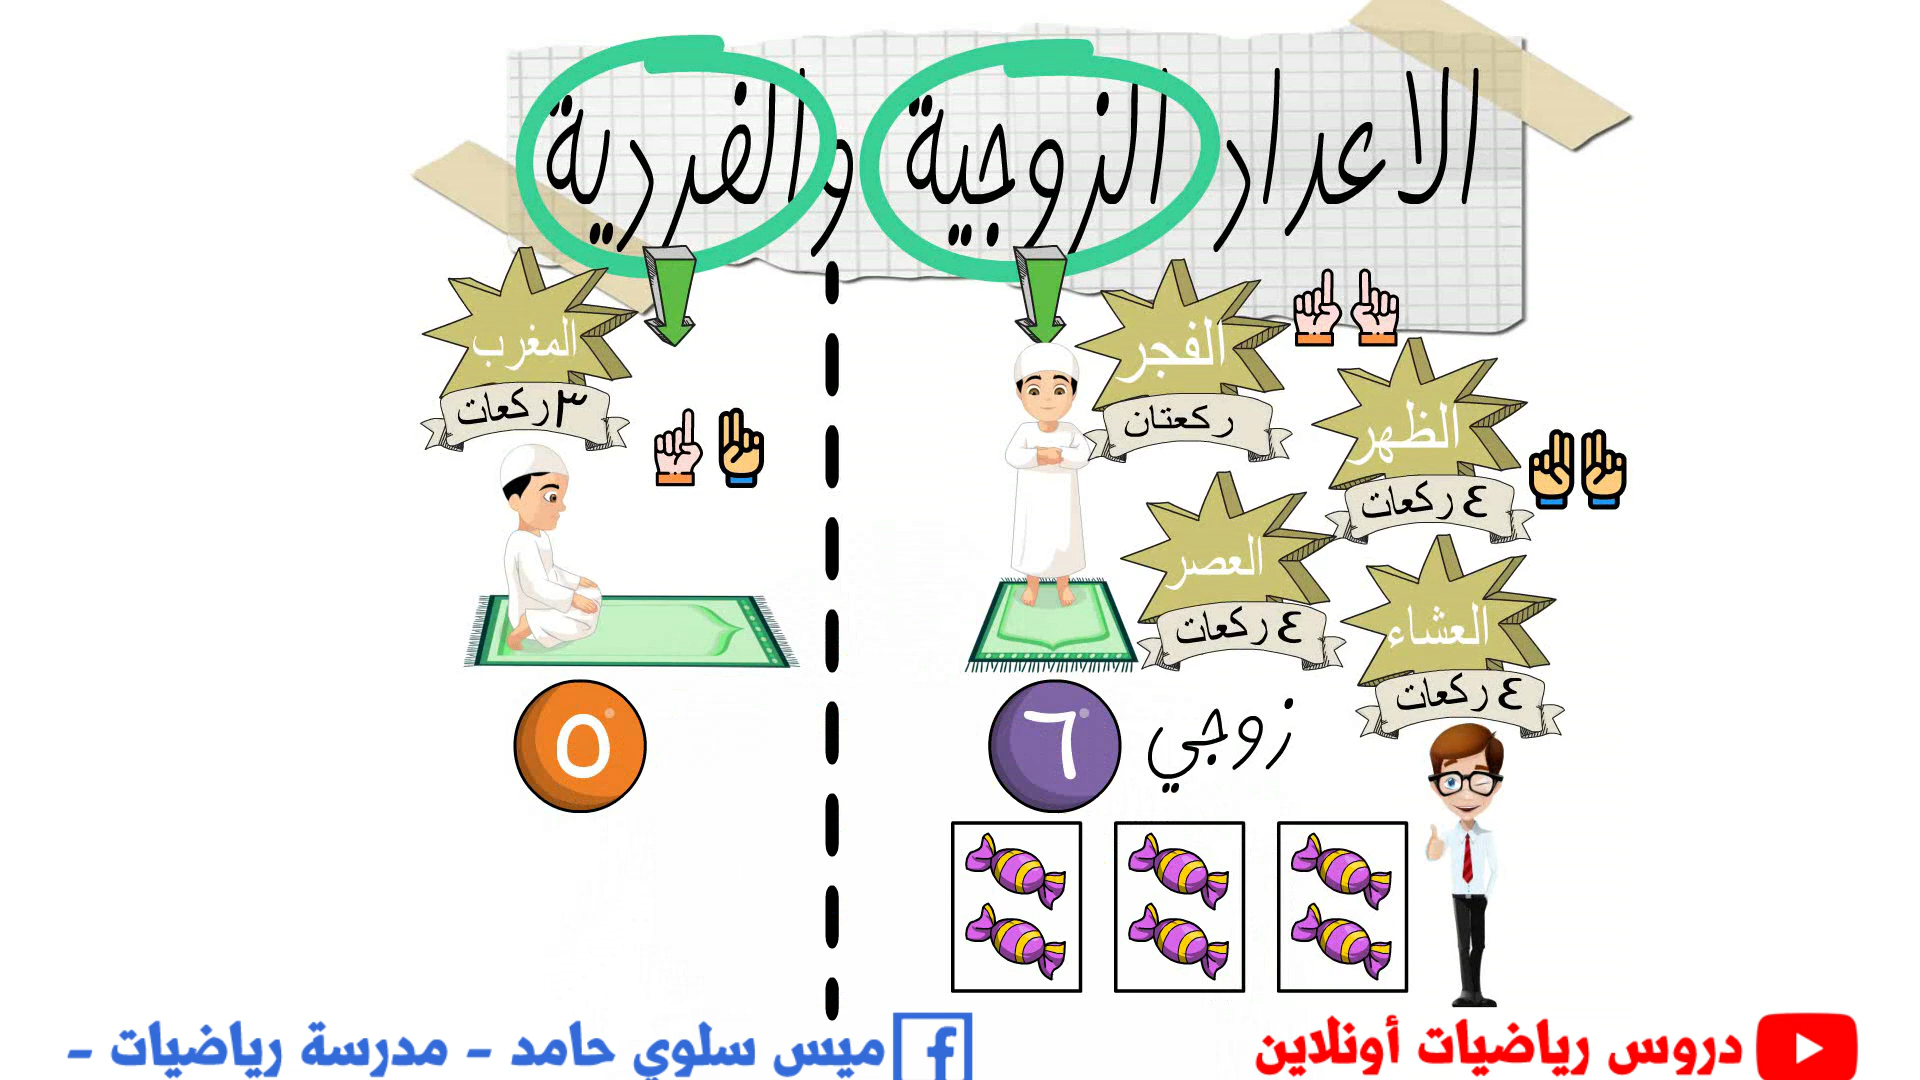 الاعداد الزوجية والفردية
الفجر
ركعتان
الظهر
٤ ركعات
العصر
٤ ركعات
العشاء
٤ ركعات
المغرب
٣ ركعات
٦ زوجي
٥
دروس رياضيات أونلاين
ميس سلوي حامد - مدرسة رياضيات -